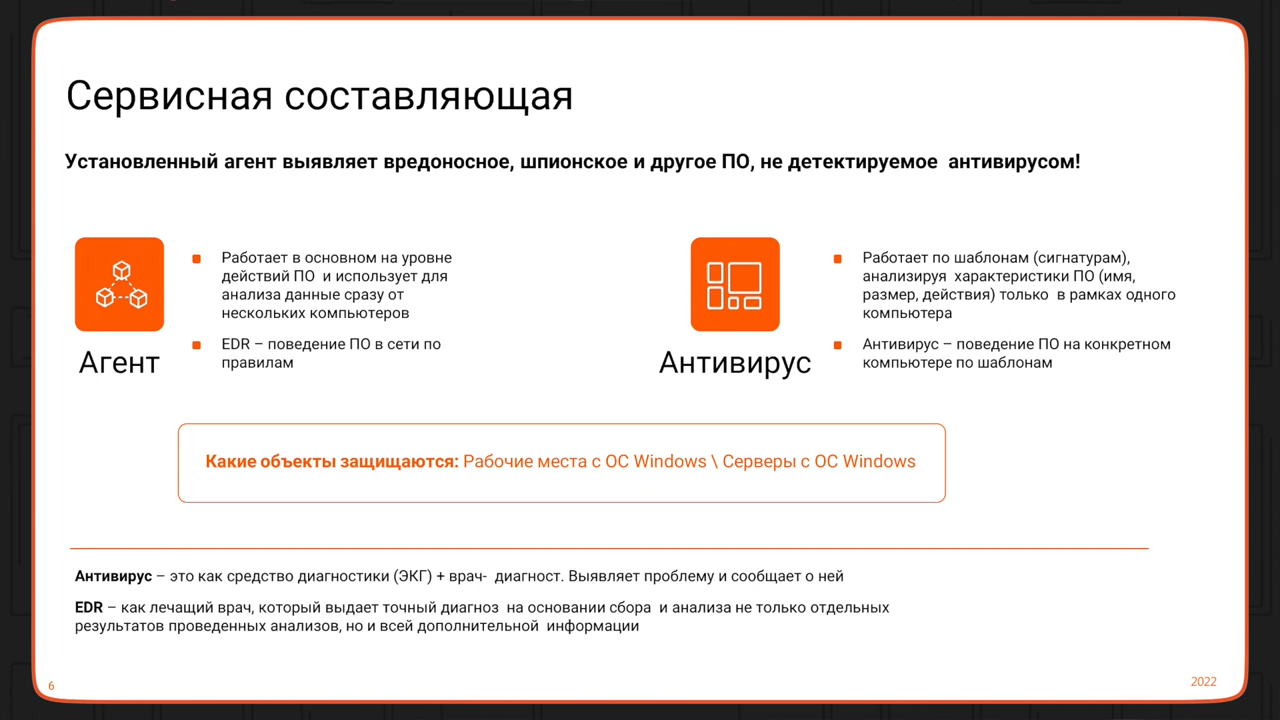 Сервисная составляющая
Установленный агент выявляет вредоносное, шпионское и другое ПО, не детектируемое антивирусом!
Агент
Работает в основном на уровне
действий ПО и использует для
анализа данные сразу от
нескольких компьютеров
EDR – поведение ПО в сети по
правилам
Антивирус
Работает по шаблонам (сигнатурам),
анализируя характеристики ПО (имя,
размер, действия) только в рамках одного
компьютера
Антивирус – поведение ПО на конкретном
компьютере по шаблонам
Какие объекты защищаются: Рабочие места с ОС Windows \ Серверы с ОС Windows
Антивирус – это как средство диагностики (ЭКГ) + врач- диагност. Выявляет проблему и сообщает о ней
EDR – как лечащий врач, который выдает точный диагноз на основании сбора и анализа не только отдельных
результатов проведенных анализов, но и всей дополнительной информации
6
2022